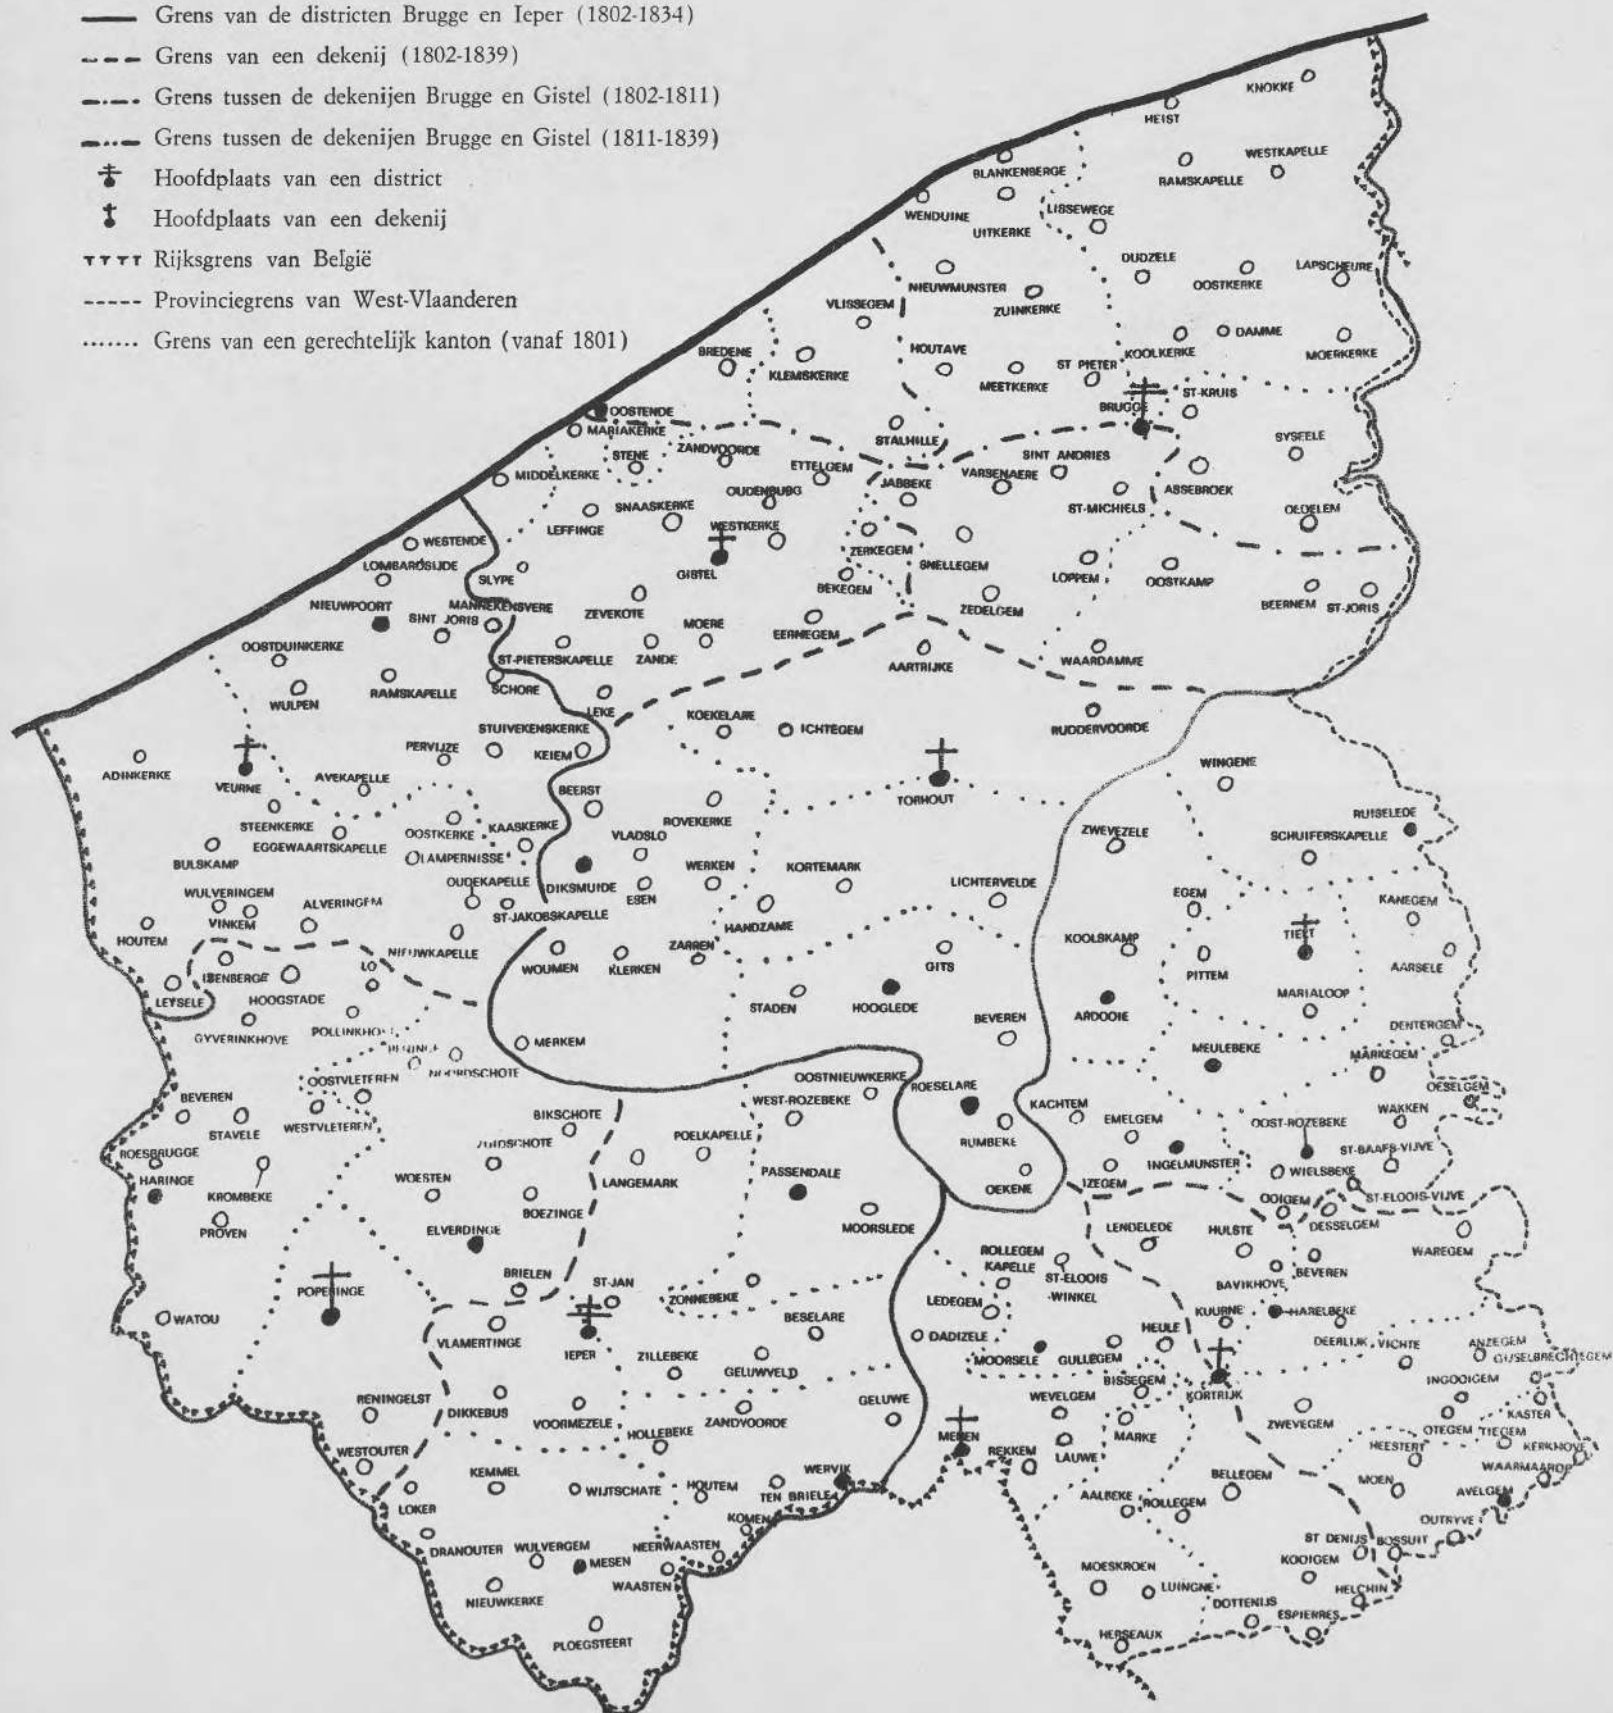 Grens van de districten Brugge en Ieper (1802-1834)
Grens van een dekenij (1802-1839)
Grens tussen de dekenijen Brugge en Gistel (1802-1811)
Grens tussen de dekenijen Brugge en Gistel (1811-1839)
Hoofdplaats van een district
Hoofdplaats van een dekenij
Rijksgrens van België
Provinciegrens van West-Vlaanderen
Grens van een gerechtelijk kanton (vanaf 1801)
KNOKKE
HEIST
WESTKAPELLE
RAMSKAPELLE
BLANKENBERGE
WENDUINE
LISSEWEGE
UITKERKE
OUDZELE
OOSTKERKE
LAPSCHEURE
NIEUWMUNSTER
ZUINKERKE
VLISSEGEM
DAMME
KOOLKERKE
MOERKERKE
BREDENE
KLEMSKERKE
HOUTAVE
MEETKERKE
ST PIETER
BRUGGE
ST-KRUIS
OOSTENDE
MARIAKERKE
STALHILLE
SYSEELE
STENE
ZANDVOORDE
ETTELGEM
SINT ANDRIES
VARSENAERE
JABBEKE
ASSEBROEK
MIDDELKERKE
OUDENBURG
SNAASKERKE
ST-MICHIELS
OEDELEM
LEFFINGE
WESTKERKE
WESTENDE
ZERKEGEM
SNELLEGEM
LOMBARDSIJDE
SLYPE
GISTEL
BEKEGEM
LOPPEM
OOSTKAMP
NIEUWPOORT
MANNEKENSVERE
SINT JORIS
ZEVEKOTE
MOERE
EERNEGEM
ZEDELGEM
BEERNEM
ST-JORIS
OOSTDUINKERKE
ST-PIETERSKAPELLE
ZANDE
AARTRIJKE
WAARDAMME
WULPEN
RAMSKAPELLE
SCHORE
LEKE
KOEKELARE
ICHTEGEM
RUDDERVOORDE
STUIVEKENSKERKE
PERVIJZE
KEIEM
ADINKERKE
VEURNE
AVEKAPELLE
BEERST
TORHOUT
WINGENE
STEENKERKE
EGGEWAARTSKAPELLE
OOSTKERKE
KAASKERKE
VLADSLO
ROVEKERKE
ZWEVEZELE
RUISELEDE
SCHUIFERSKAPELLE
BULSKAMP
LAMPERNISSE
WERKEN
KORTEMARK
LICHTERVELDE
OUDEKAPELLE
DIKSMUIDE
ESEN
EGEM
KANEGEM
WULVERINGEM
VINKEM
ALVERINGEM
ST-JAKOBSKAPELLE
HANDZAME
HOUTEM
NIEUWKAPELLE
ZARREN
KOOLSKAMP
TIELT
ISENBERGE
LO
WOUMEN
KLERKEN
GITS
PITTEM
AARSELE
LEYSELE
HOOGSTADE
STADEN
HOOGLEDE
MARIALOOP
GYVERINKHOVE
BEVEREN
ARDOOIE
DENTERGEM
MERKEM
MEULEBEKE
MARKEGEM
NOORDSCHOTE
OOSTVLETEREN
OOSTNIEUWKERKE
ROESELARE
OESELGEM
BEVEREN
STAVELE
WESTVLETEREN
BIKSCHOTE
WEST-ROZEBEKE
KACHTEM
EMELGEM
OOST-ROZEBEKE
WAKKEN
ZUIDSCHOTE
POELKAPELLE
RUMBEKE
ROESBRUGGE
INGELMUNSTER
ST-BAAFS-VIJVE
HARINGE
KROMBEKE
WOESTEN
LANGEMARK
PASSENDALE
OEKENE
IZEGEM
WIELSBEKE
OOIGEM
ST-ELOOIS-VIJVE
PROVEN
ELVERDINGE
BOEZINGE
MOORSLEDE
LENDELEDE
HULSTE
DESSELGEM
WAREGEM
ROLLEGEM
KAPELLE
ST-ELOOIS
-WINKEL
BAVIKHOVE
BEVEREN
POPERINGE
BRIELEN
ST-JAN
ZONNEBEKE
LEDEGEM
KUURNE
HARELBEKE
WATOU
VLAMERTINGE
IEPER
ZILLEBEKE
BESELARE
DADIZELE
HEULE
DEERLIJK
VICHTE
ANZEGEM
GIJSELBRECHTEGEM
GELUWVELD
MOORSELE
GULLEGEM
BISSEGEM
KORTRIJK
INGOOIGEM
RENINGELST
DIKKEBUS
VOORMEZELE
HOLLEBEKE
ZANDVOORDE
GELUWE
WEVELGEM
MARKE
ZWEVEGEM
OTEGEM
TIEGEM
KASTER
WESTOUTER
MENEN
REKKEM
LAUWE
HEESTERT
KERKHOVE
KEMMEL
WIJTSCHATE
HOUTEM
TEN BRIELE
WERVIK
BELLEGEM
MOEN
WAARMAARDE
AVELGEM
LOKER
KOMEN
AALBEKE
ROLLEGEM
OUTRYVE
DRANOUTER
WULVERGEM
MESEN
NEERWAASTEN
WAASTEN
ST DENIJS
BOSSUIT
KOOIGEM
NIEUWKERKE
MOESKROEN
LUINGNE
HELCHIN
DOTTENIJS
ESPIERRES
PLOEGSTEERT
HERSEAUX